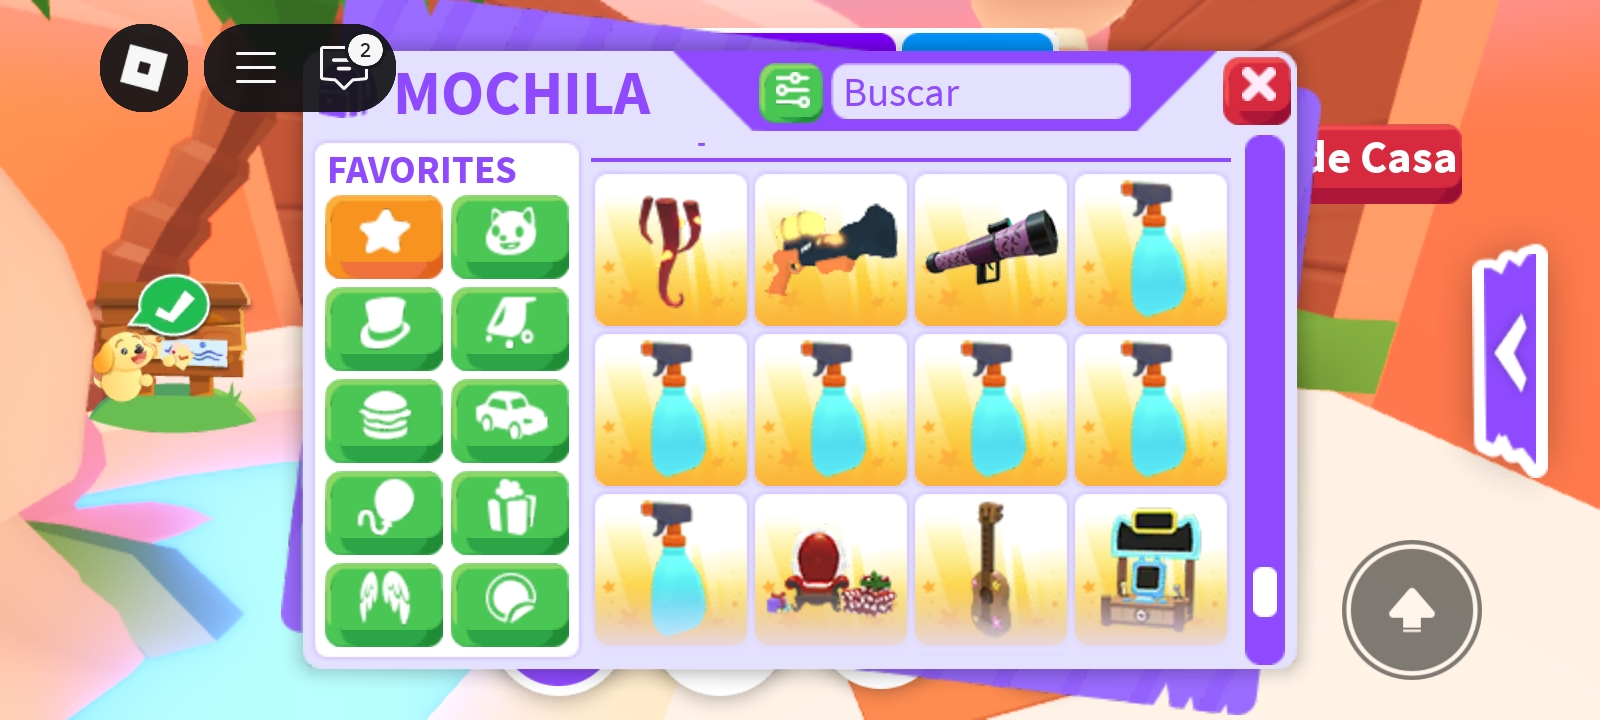 2
MOCHILA
Buscar
FAVORITES
de Casa